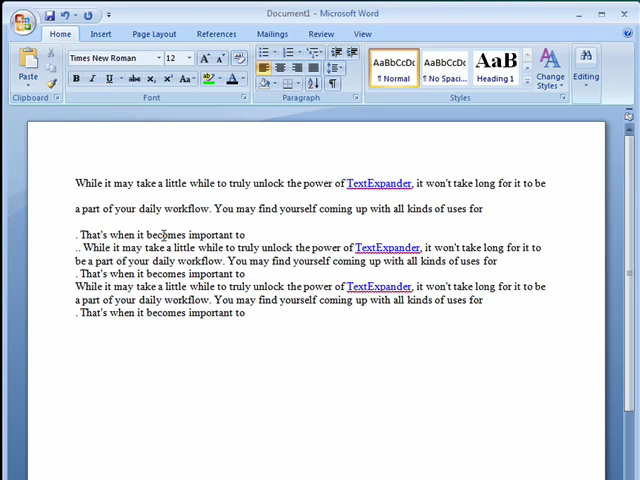 Document1 - Microsoft Word
Home Insert Page Layout References Mailings Review View
Paste
Times New Roman 12
B I U abc x₂ x² Aa
ab A
AaBbCcDc AaBbCcDc AaB
¶ Normal ¶ No Spaci... Heading 1
Change Styles
Editing
Clipboard Font Paragraph Styles
While it may take a little while to truly unlock the power of TextExpander, it won't take long for it to be
a part of your daily workflow. You may find yourself coming up with all kinds of uses for
. That's when it becomes important to
.. While it may take a little while to truly unlock the power of TextExpander, it won't take long for it to
be a part of your daily workflow. You may find yourself coming up with all kinds of uses for
. That's when it becomes important to
While it may take a little while to truly unlock the power of TextExpander, it won't take long for it to be
a part of your daily workflow. You may find yourself coming up with all kinds of uses for
. That's when it becomes important to